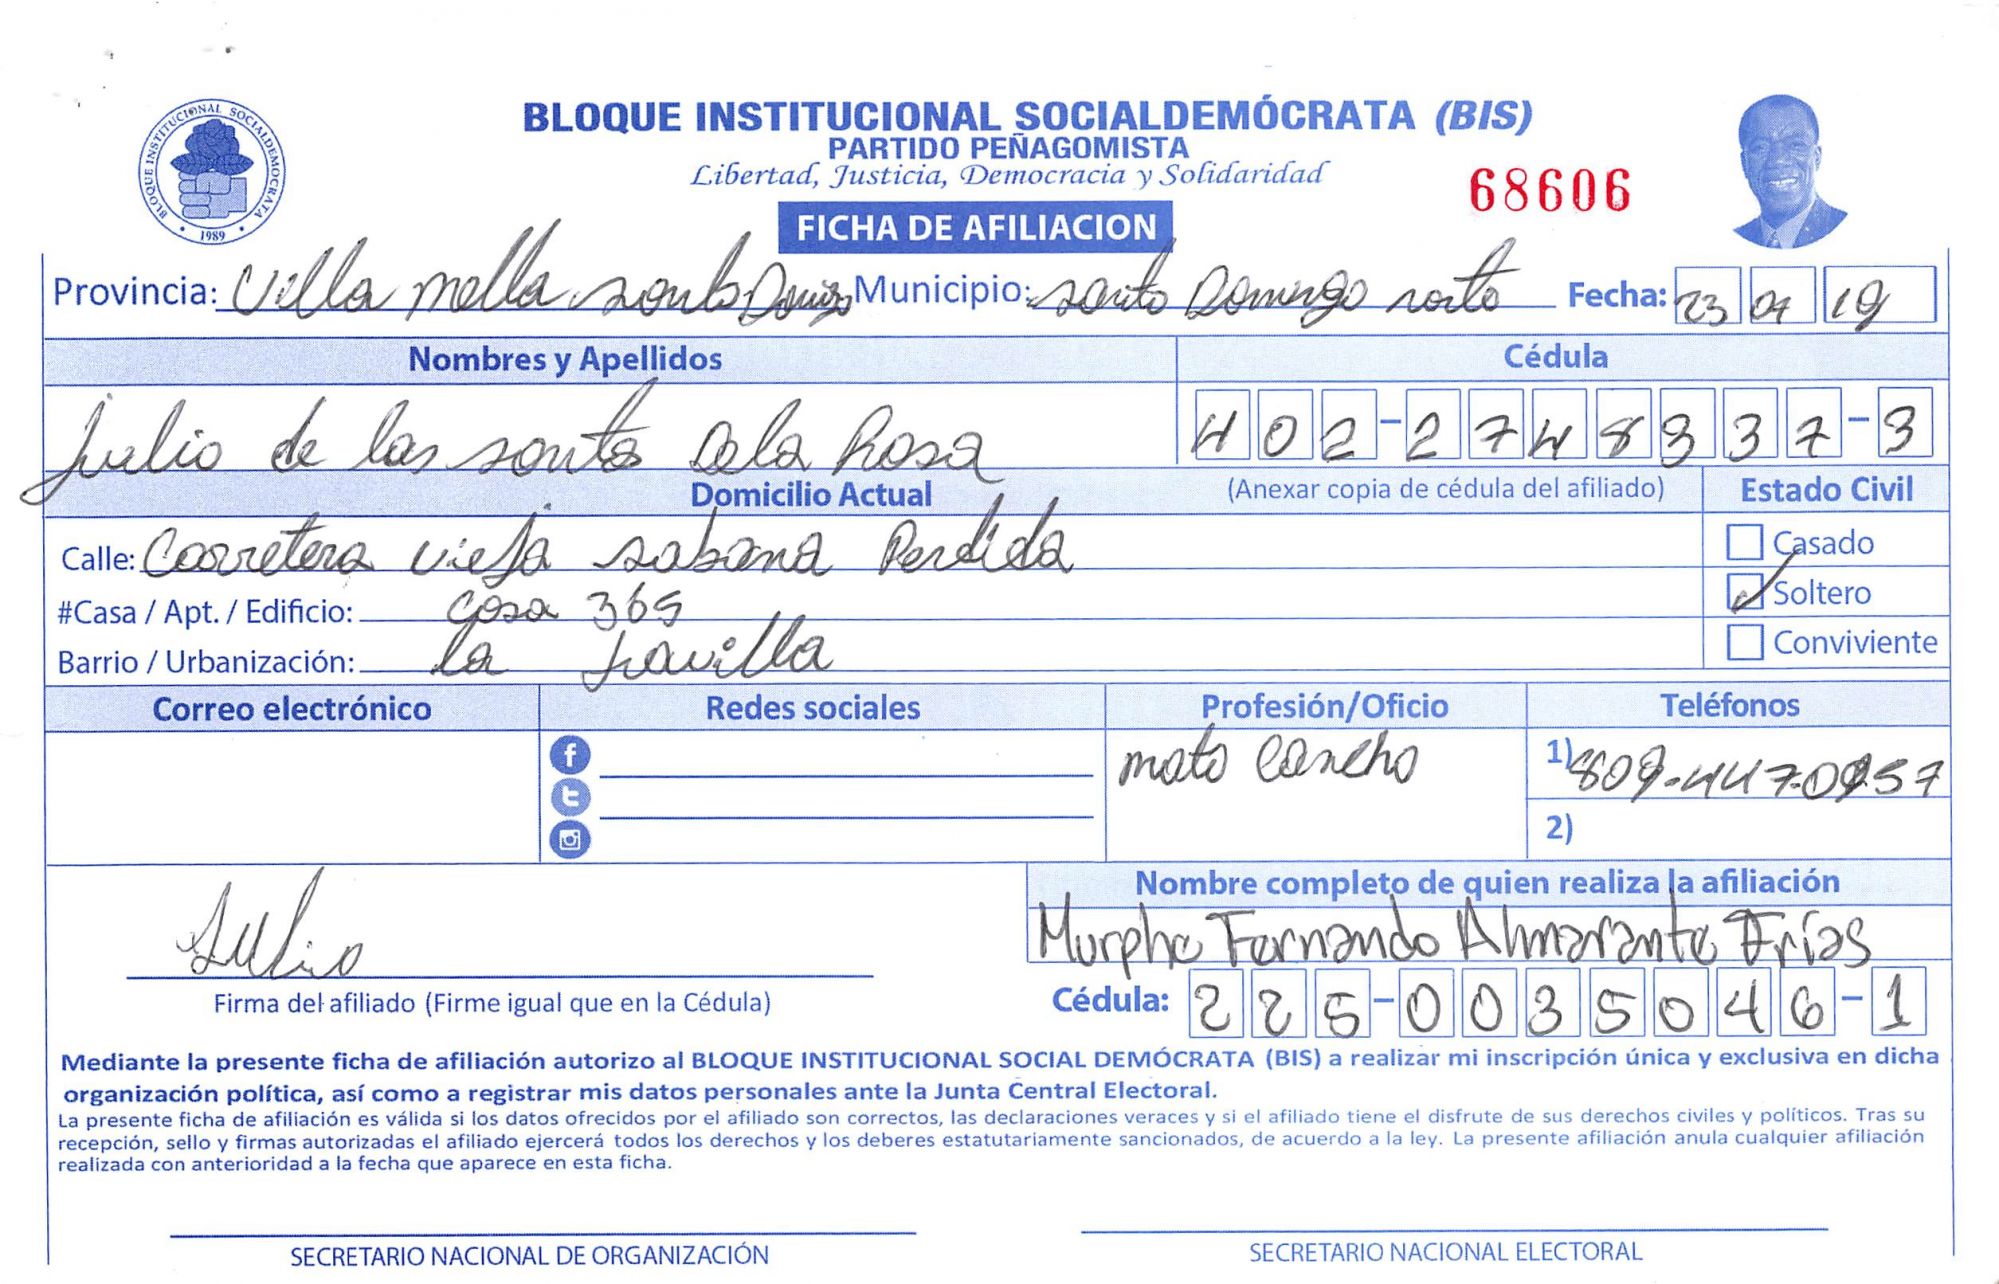 BLOQUE INSTITUCIONAL SOCIALDEMOCRATA
1989
BLOQUE INSTITUCIONAL SOCIALDEMÓCRATA (BIS)
PARTIDO PEÑAGOMISTA
Libertad, Justicia, Democracia y Solidaridad
68606
FICHA DE AFILIACION
Provincia: Villa mella santo Domingo Municipio: santo Domingo norte Fecha: 23 07 19
Nombres y Apellidos Cédula
Julio de los santos Dela Rosa 402-2748337-3
Domicilio Actual (Anexar copia de cédula del afiliado) Estado Civil
Calle: Carretera vieja sabana Perdida Casado
#Casa / Apt. / Edificio: Casa 365 Soltero
Barrio / Urbanización: la Javilla Conviviente
Correo electrónico Redes sociales Profesión/Oficio Teléfonos
moto Concho 1) 809-447-0957
2)
Nombre completo de quien realiza la afiliación
Julio Murphy Fernando Almarante Frías
Firma del afiliado (Firme igual que en la Cédula) Cédula: 225-0035046-1
Mediante la presente ficha de afiliación autorizo al BLOQUE INSTITUCIONAL SOCIAL DEMÓCRATA (BIS) a realizar mi inscripción única y exclusiva en dicha
organización política, así como a registrar mis datos personales ante la Junta Central Electoral.
La presente ficha de afiliación es válida si los datos ofrecidos por el afiliado son correctos, las declaraciones veraces y si el afiliado tiene el disfrute de sus derechos civiles y políticos. Tras su
recepción, sello y firmas autorizadas el afiliado ejercerá todos los derechos y los deberes estatutariamente sancionados, de acuerdo a la ley. La presente afiliación anula cualquier afiliación
realizada con anterioridad a la fecha que aparece en esta ficha.
SECRETARIO NACIONAL DE ORGANIZACIÓN SECRETARIO NACIONAL ELECTORAL